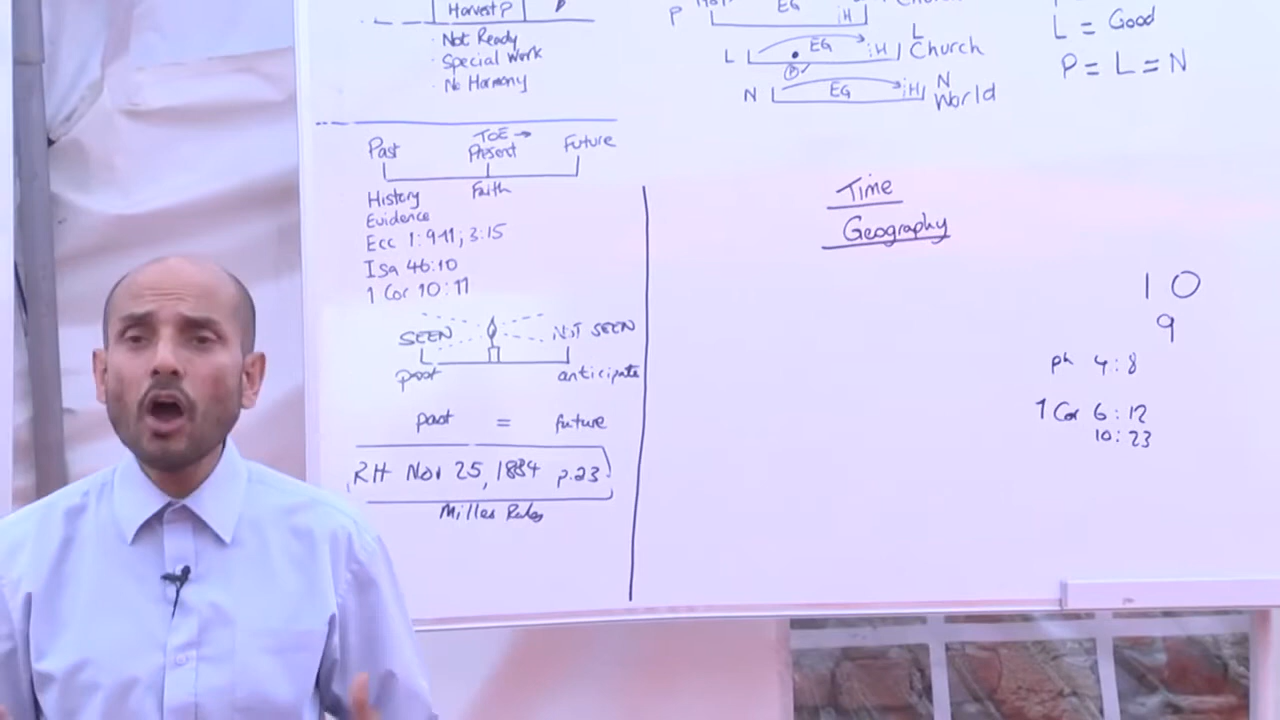 Harvest P
· Not Ready
· Special Work
· No Harmony
ToE →
Past Present Future
History Faith
Evidence
Ecc 1:9-11; 3:15
Isa 46:10
1 Cor 10:11
SEEN NOT SEEN
past anticipate
past = future
RH Nov 25, 1884 p.23
Miller Rules
P EG H
L EG H L Church
N EG H N World
L = Good
P = L = N
Time
Geography
1 0
9
ph 4:8
1 Cor 6:12
10:23